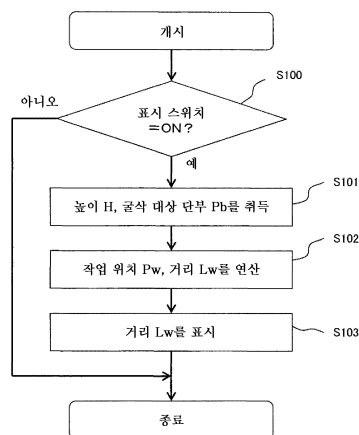 개시
S100
아니오
표시 스위치
=ON?
예
S101
높이 H, 굴삭 대상 단부 Pb를 취득
S102
작업 위치 Pw, 거리 Lw를 연산
거리 Lw를 표시
S103
종료